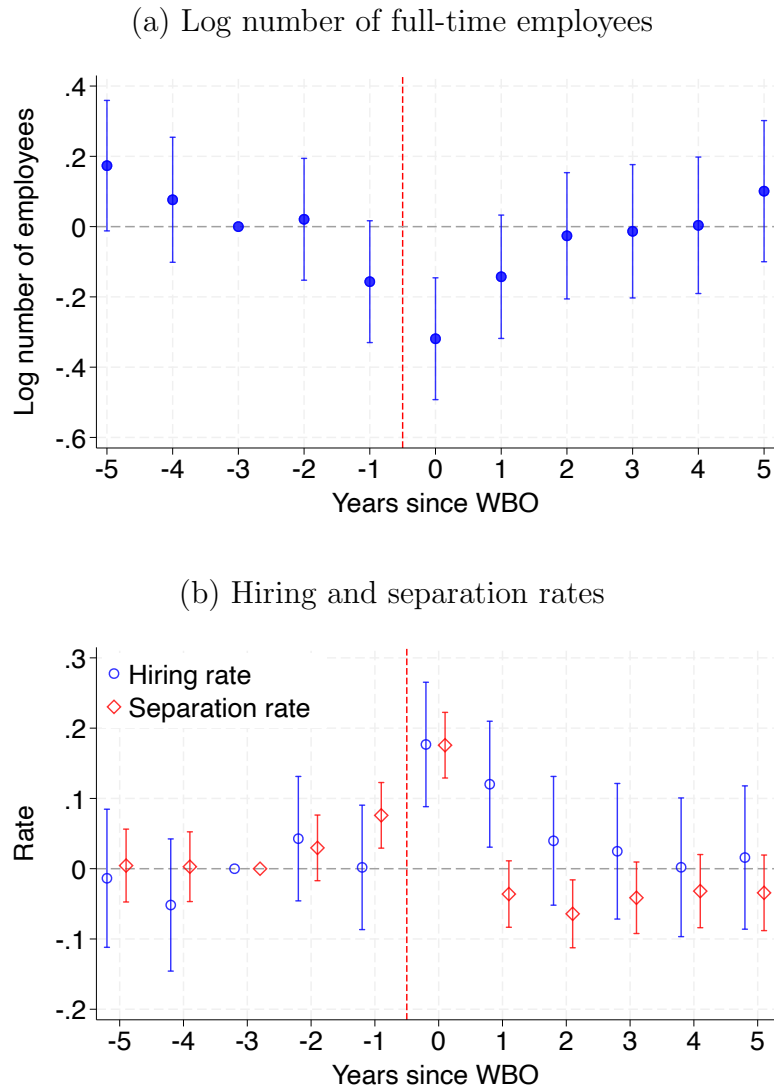 (a) Log number of full-time employees
Log number of employees
.4
.2
0
-.2
-.4
-.6
-5 -4 -3 -2 -1 0 1 2 3 4 5
Years since WBO
(b) Hiring and separation rates
Hiring rate
Separation rate
Rate
.3
.2
.1
0
-.1
-.2
-5 -4 -3 -2 -1 0 1 2 3 4 5
Years since WBO